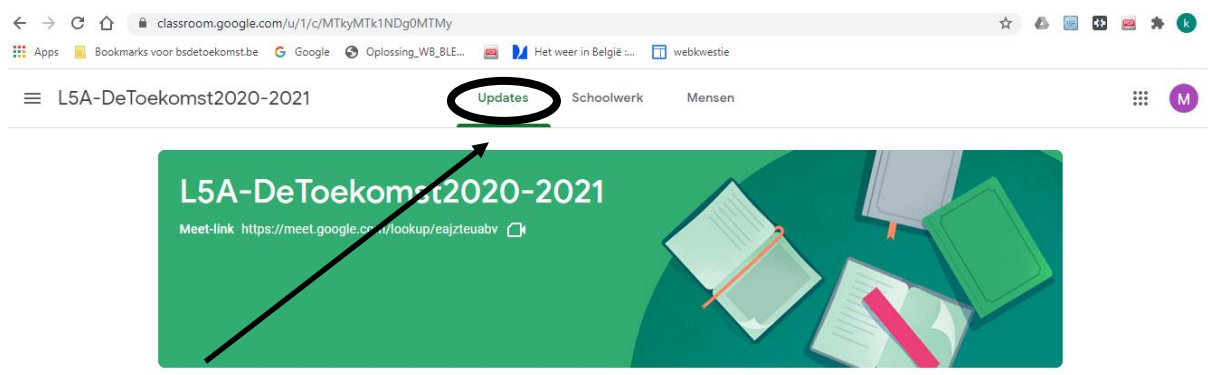 classroom.google.com/u/1/c/MTkyMTk1NDg0MTMy
k
Apps Bookmarks voor bsdetoekomst.be G Google Oplossing_WB_BLE... Het weer in België :... webkwestie
L5A-DeToekomst2020-2021 Updates Schoolwerk Mensen M
L5A-DeToekomst2020-2021
Meet-link https://meet.google.com/lookup/eajzteuabv